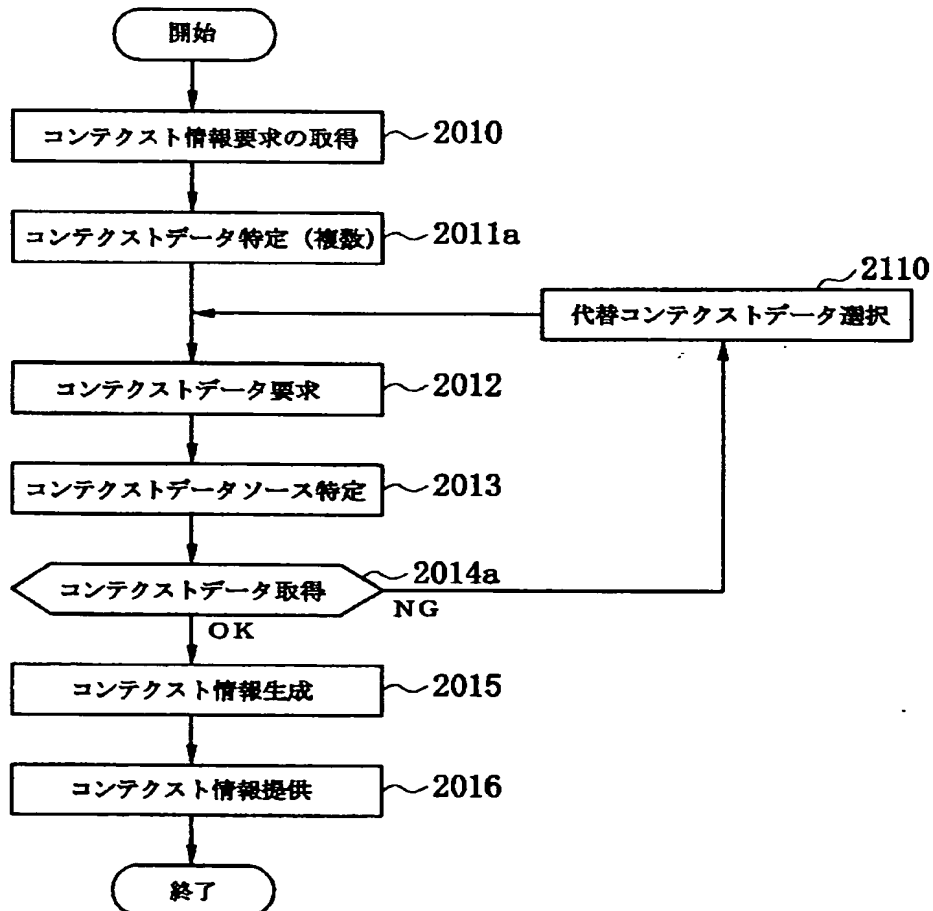 開始
コンテクスト情報要求の取得 2010
コンテクストデータ特定（複数） 2011a
2110
代替コンテクストデータ選択
コンテクストデータ要求 2012
コンテクストデータソース特定 2013
コンテクストデータ取得 2014a
NG
OK
コンテクスト情報生成 2015
コンテクスト情報提供 2016
終了